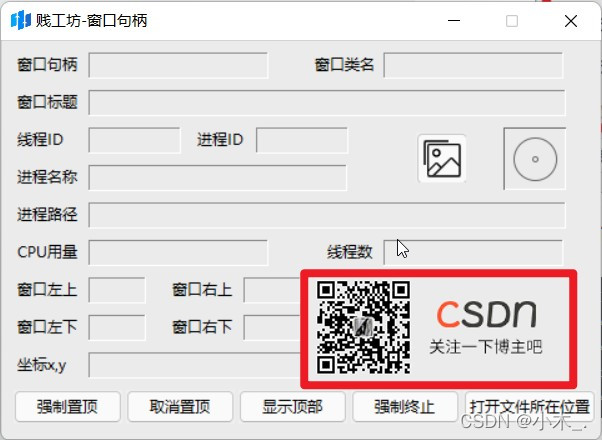 贱工坊-窗口句柄
窗口句柄 窗口类名
窗口标题
线程ID 进程ID
进程名称
进程路径
CPU用量 线程数
窗口左上 窗口右上
窗口左下 窗口右下
坐标x,y
CSDN
关注一下博主吧
强制置顶 取消置顶 显示顶部 强制终止 打开文件所在位置
CSDN @小木_.